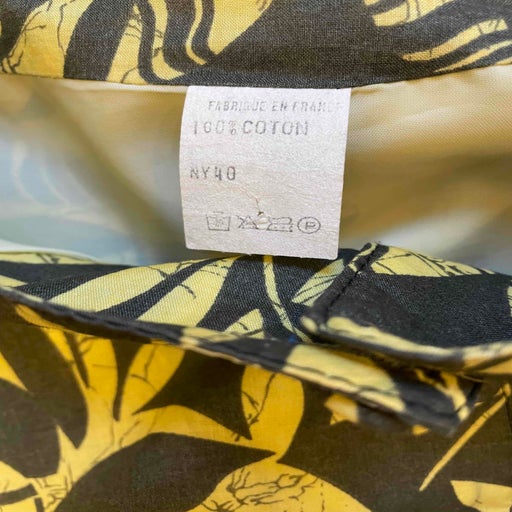 FABRIQUE EN FRANCE
100% COTON
NY40
P